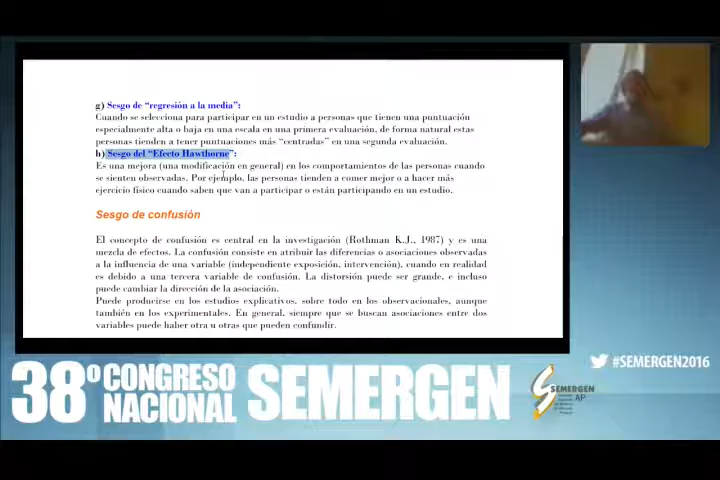 g) Sesgo de “regresión a la media”:
Cuando se selecciona para participar en un estudio a personas que tienen una puntuación
especialmente alta o baja en una escala en una primera evaluación, de forma natural estas
personas tienden a tener puntuaciones más “centradas” en una segunda evaluación.
h) Sesgo del “Efecto Hawthorne”:
Es una mejora (una modificación en general) en los comportamientos de las personas cuando
se sienten observadas. Por ejemplo, las personas tienden a comer mejor o a hacer más
ejercicio físico cuando saben que van a participar o están participando en un estudio.
Sesgo de confusión
El concepto de confusión es central en la investigación (Rothman K.J., 1987) y es una
mezcla de efectos. La confusión consiste en atribuir las diferencias o asociaciones observadas
a la influencia de una variable (independiente exposición, intervención), cuando en realidad
es debido a una tercera variable de confusión. La distorsión puede ser grande, e incluso
puede cambiar la dirección de la asociación.
Puede producirse en los estudios explicativos, sobre todo en los observacionales, aunque
también en los experimentales. En general, siempre que se buscan asociaciones entre dos
variables puede haber otra u otras que pueden confundir.
#SEMERGEN2016
38º CONGRESO NACIONAL SEMERGEN
SEMERGEN
AP